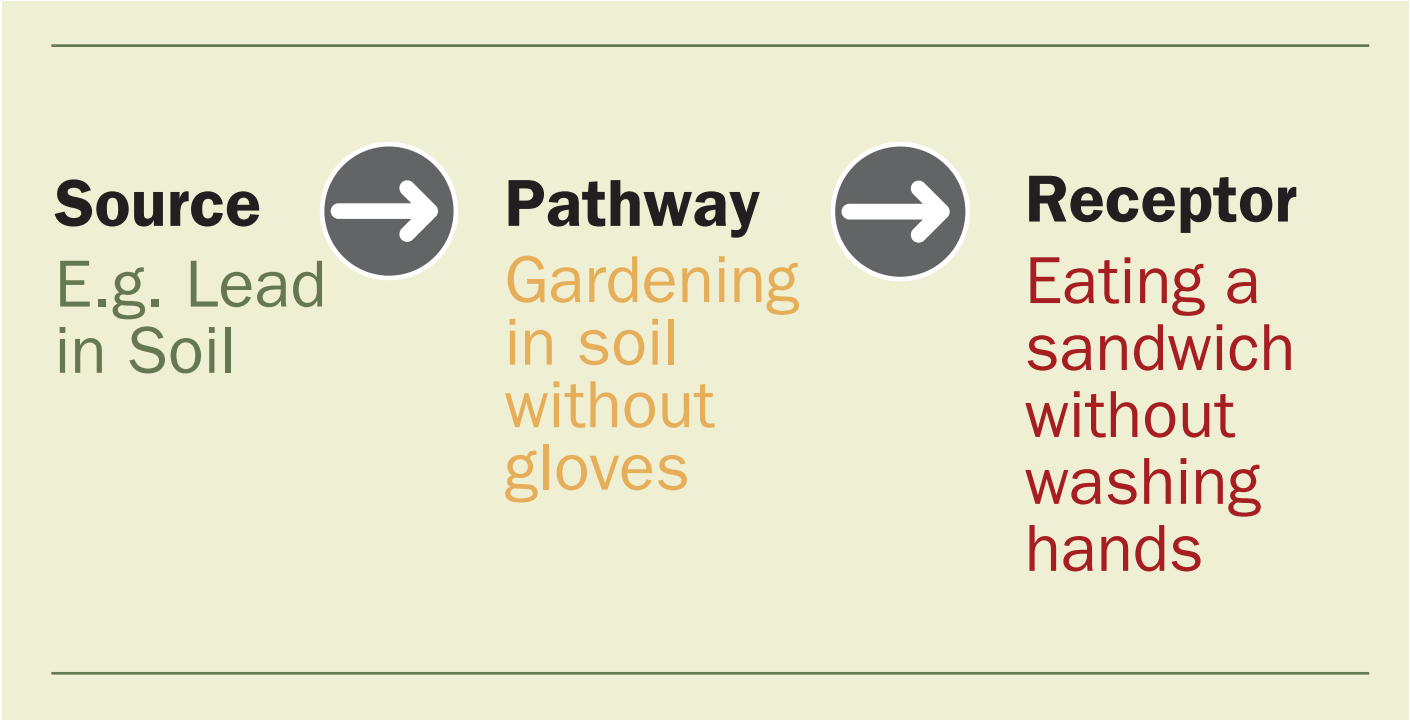 Source
E.g. Lead
in Soil
Pathway
Gardening
in soil
without
gloves
Receptor
Eating a
sandwich
without
washing
hands